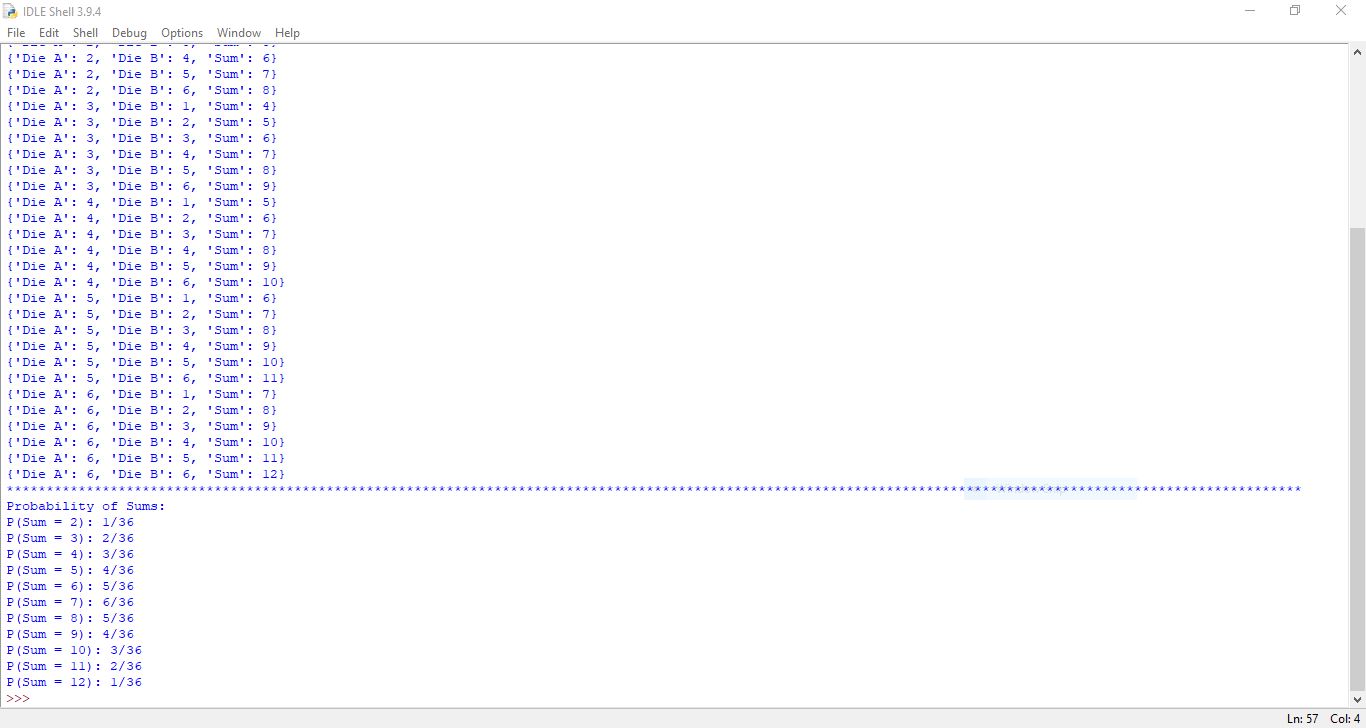 IDLE Shell 3.9.4
File Edit Shell Debug Options Window Help
{'Die A': 2, 'Die B': 4, 'Sum': 6}
{'Die A': 2, 'Die B': 5, 'Sum': 7}
{'Die A': 2, 'Die B': 6, 'Sum': 8}
{'Die A': 3, 'Die B': 1, 'Sum': 4}
{'Die A': 3, 'Die B': 2, 'Sum': 5}
{'Die A': 3, 'Die B': 3, 'Sum': 6}
{'Die A': 3, 'Die B': 4, 'Sum': 7}
{'Die A': 3, 'Die B': 5, 'Sum': 8}
{'Die A': 3, 'Die B': 6, 'Sum': 9}
{'Die A': 4, 'Die B': 1, 'Sum': 5}
{'Die A': 4, 'Die B': 2, 'Sum': 6}
{'Die A': 4, 'Die B': 3, 'Sum': 7}
{'Die A': 4, 'Die B': 4, 'Sum': 8}
{'Die A': 4, 'Die B': 5, 'Sum': 9}
{'Die A': 4, 'Die B': 6, 'Sum': 10}
{'Die A': 5, 'Die B': 1, 'Sum': 6}
{'Die A': 5, 'Die B': 2, 'Sum': 7}
{'Die A': 5, 'Die B': 3, 'Sum': 8}
{'Die A': 5, 'Die B': 4, 'Sum': 9}
{'Die A': 5, 'Die B': 5, 'Sum': 10}
{'Die A': 5, 'Die B': 6, 'Sum': 11}
{'Die A': 6, 'Die B': 1, 'Sum': 7}
{'Die A': 6, 'Die B': 2, 'Sum': 8}
{'Die A': 6, 'Die B': 3, 'Sum': 9}
{'Die A': 6, 'Die B': 4, 'Sum': 10}
{'Die A': 6, 'Die B': 5, 'Sum': 11}
{'Die A': 6, 'Die B': 6, 'Sum': 12}
******************************************************************************************************************************************************************
Probability of Sums:
P(Sum = 2): 1/36
P(Sum = 3): 2/36
P(Sum = 4): 3/36
P(Sum = 5): 4/36
P(Sum = 6): 5/36
P(Sum = 7): 6/36
P(Sum = 8): 5/36
P(Sum = 9): 4/36
P(Sum = 10): 3/36
P(Sum = 11): 2/36
P(Sum = 12): 1/36
>>>
Ln: 57 Col: 4